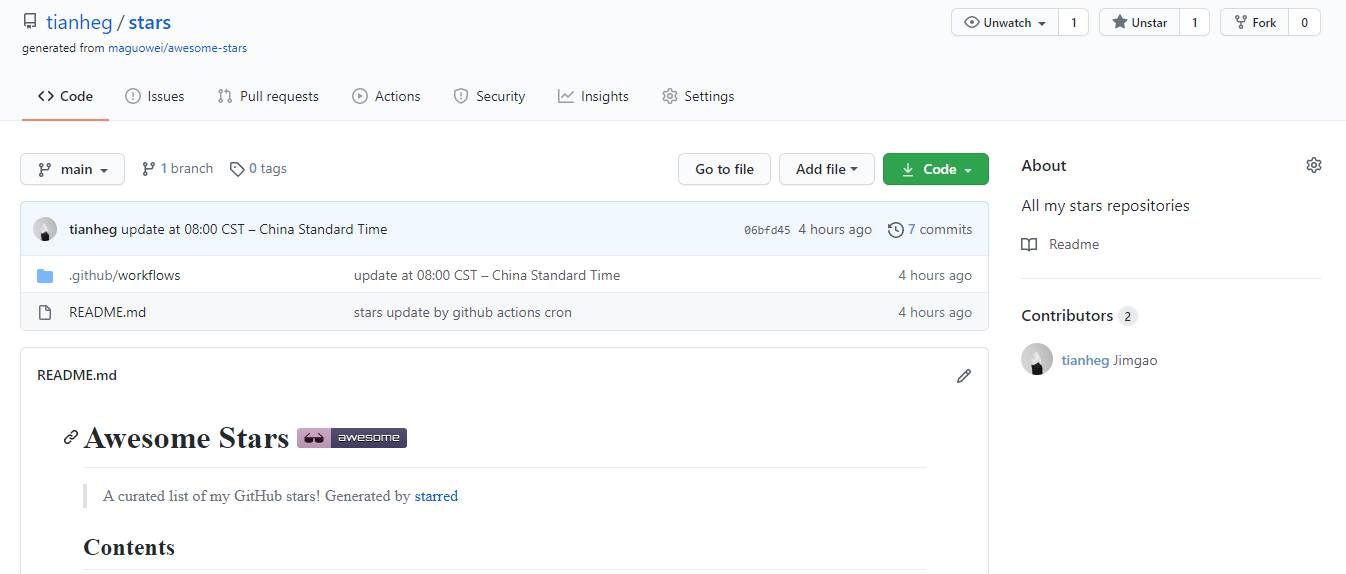 tianheg / stars
Unwatch 1 Unstar 1 Fork 0
generated from maguowei/awesome-stars
Code Issues Pull requests Actions Security Insights Settings
main 1 branch 0 tags Go to file Add file Code
tianheg update at 08:00 CST – China Standard Time 06bfd45 4 hours ago 7 commits
.github/workflows update at 08:00 CST – China Standard Time 4 hours ago
README.md stars update by github actions cron 4 hours ago
README.md
Awesome Stars awesome
A curated list of my GitHub stars! Generated by starred
Contents
About
All my stars repositories
Readme
Contributors 2
tianheg Jimgao